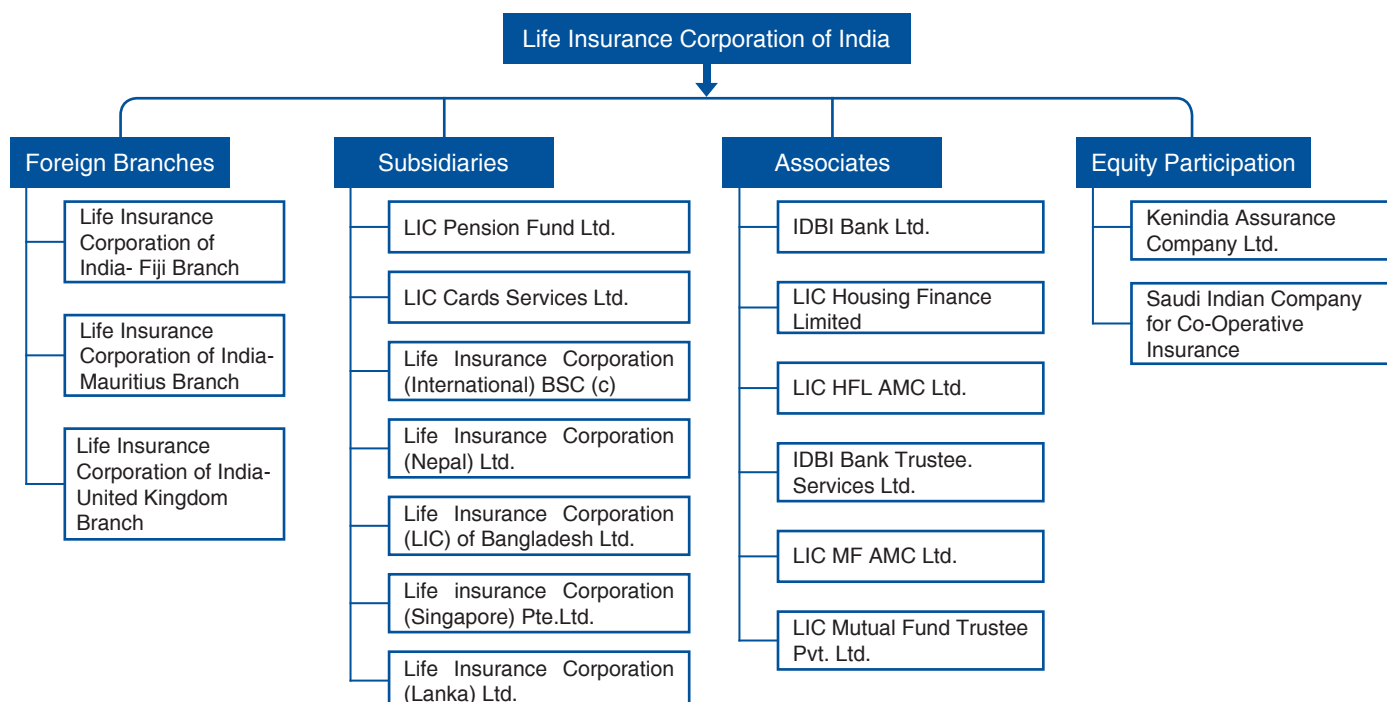 Life Insurance Corporation of India
Foreign Branches
Life Insurance
Corporation of
India- Fiji Branch
Life Insurance
Corporation of India-
Mauritius Branch
Life Insurance
Corporation of India-
United Kingdom
Branch
Subsidiaries
LIC Pension Fund Ltd.
LIC Cards Services Ltd.
Life Insurance Corporation
(International) BSC (c)
Life Insurance Corporation
(Nepal) Ltd.
Life Insurance Corporation
(LIC) of Bangladesh Ltd.
Life insurance Corporation
(Singapore) Pte.Ltd.
Life Insurance Corporation
(Lanka) Ltd.
Associates
IDBI Bank Ltd.
LIC Housing Finance
Limited
LIC HFL AMC Ltd.
IDBI Bank Trustee.
Services Ltd.
LIC MF AMC Ltd.
LIC Mutual Fund Trustee
Pvt. Ltd.
Equity Participation
Kenindia Assurance
Company Ltd.
Saudi Indian Company
for Co-Operative
Insurance